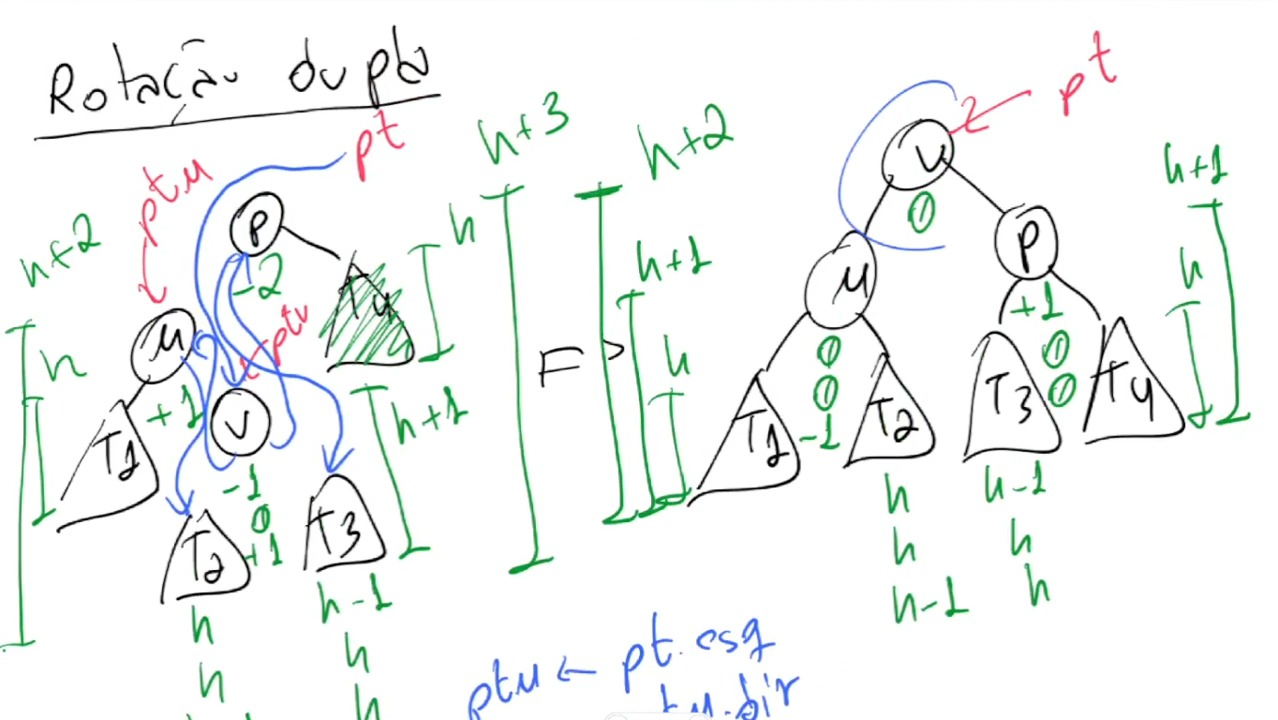 Rotação dupla
pt
ptu
h+3
h+2
pt
h+1
h+2
p
-2
h
T4
h
u
+1
T1
ptv
v
-1
0
+1
h+1
T2
T3
h
h-1
h
h
h
h
h+1
h
v
0
u
0
0
-1
p
+1
0
0
h
T1
T2
T3
T4
h
h-1
h
h
h-1
h
ptu ← pt.esq
tu.dir